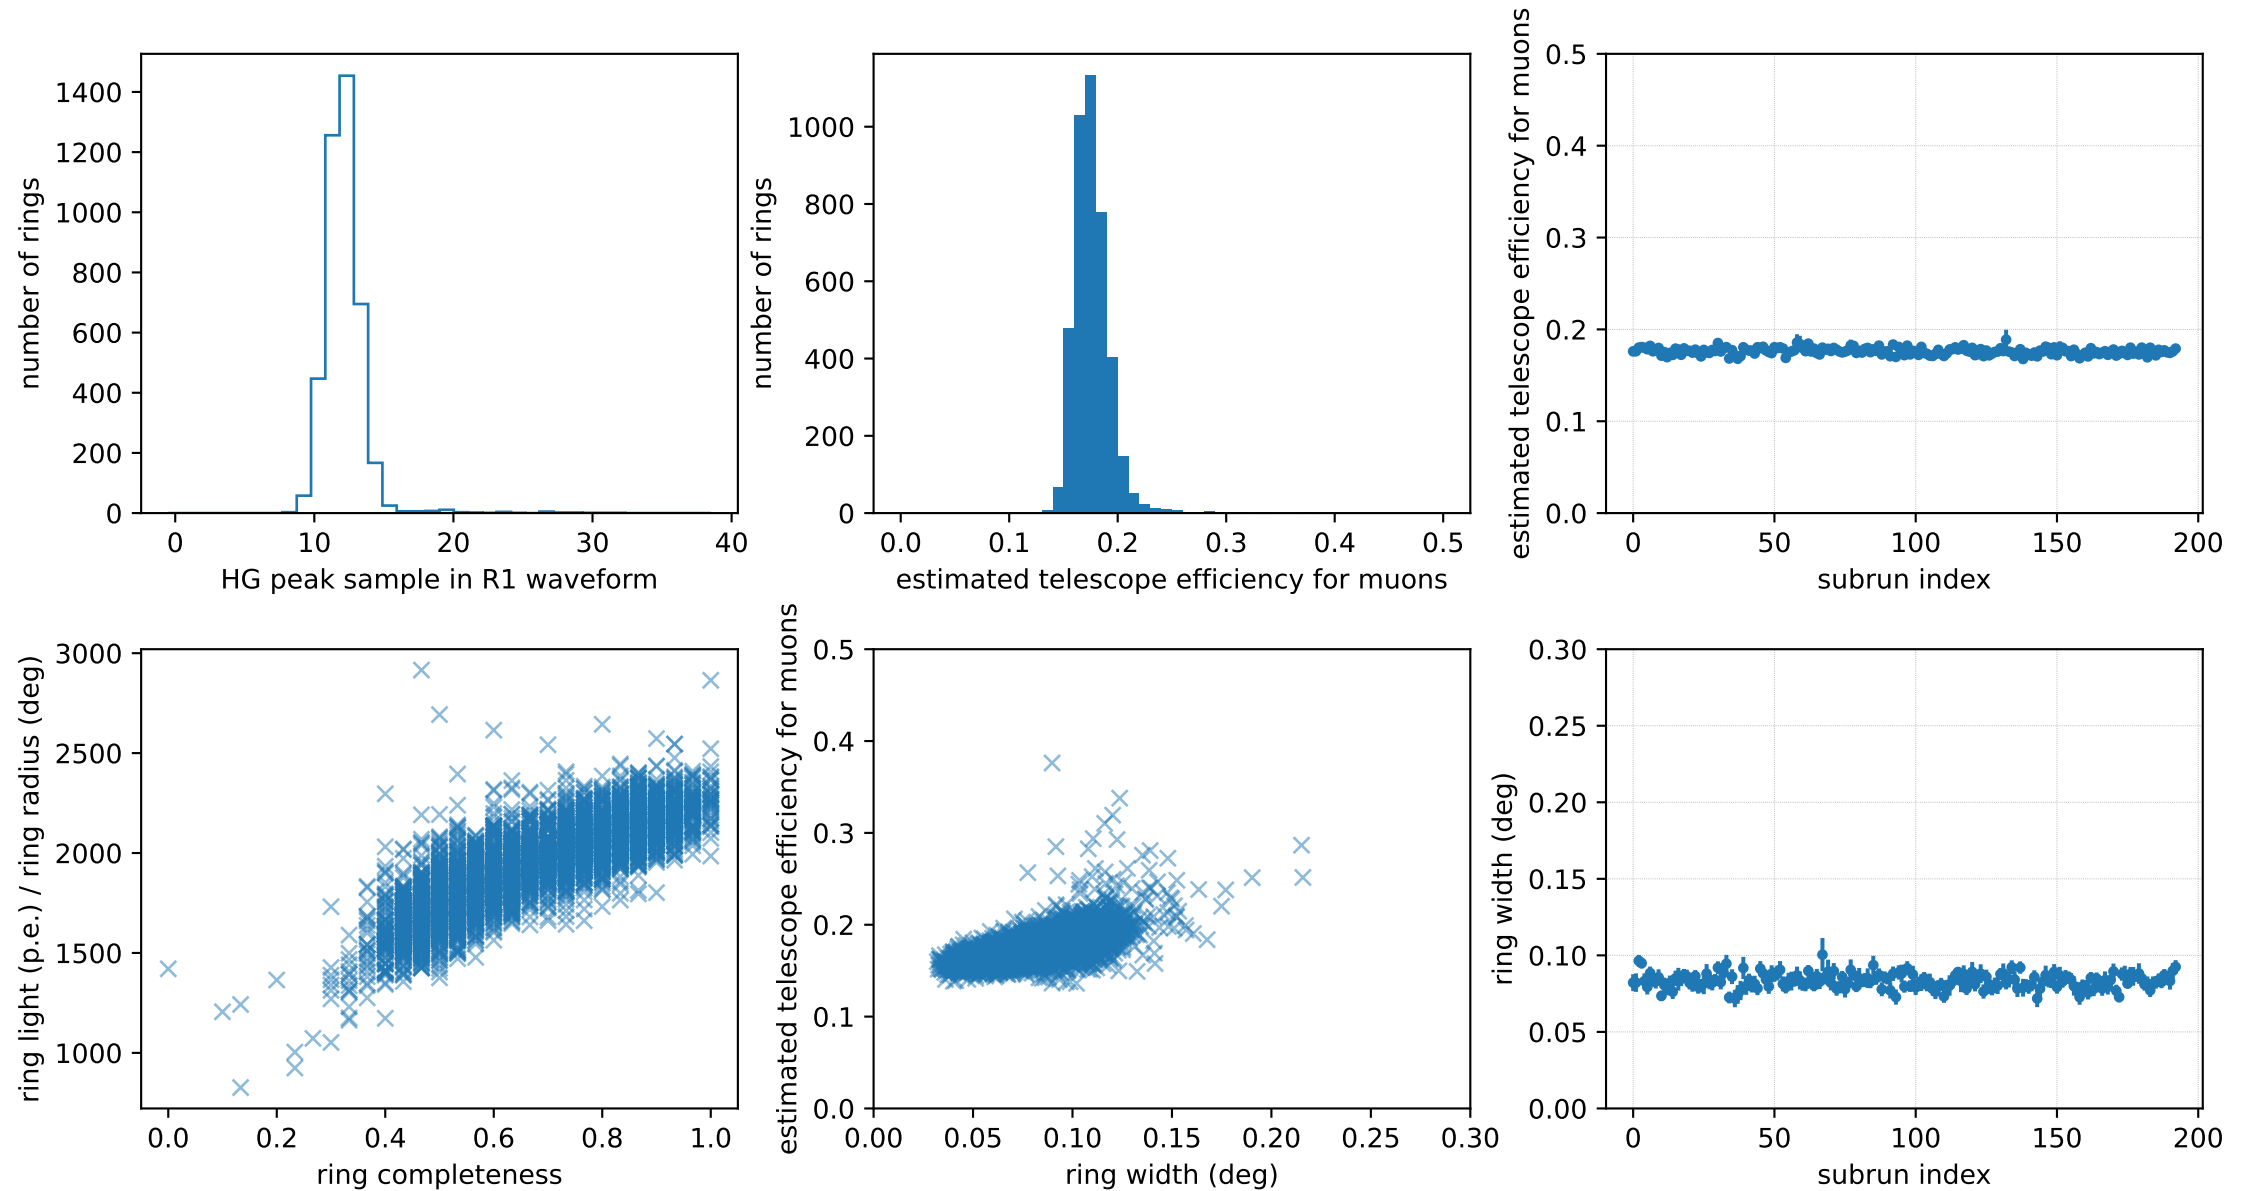 number of rings
1400
1200
1000
800
600
400
200
0
0 10 20 30 40
HG peak sample in R1 waveform
number of rings
1000
800
600
400
200
0
0.0 0.1 0.2 0.3 0.4 0.5
estimated telescope efficiency for muons
estimated telescope efficiency for muons
0.5
0.4
0.3
0.2
0.1
0.0
0 50 100 150 200
subrun index
ring light (p.e.) / ring radius (deg)
3000
2500
2000
1500
1000
0.0 0.2 0.4 0.6 0.8 1.0
ring completeness
estimated telescope efficiency for muons
0.5
0.4
0.3
0.2
0.1
0.0
0.00 0.05 0.10 0.15 0.20 0.25 0.30
ring width (deg)
ring width (deg)
0.30
0.25
0.20
0.15
0.10
0.05
0.00
0 50 100 150 200
subrun index